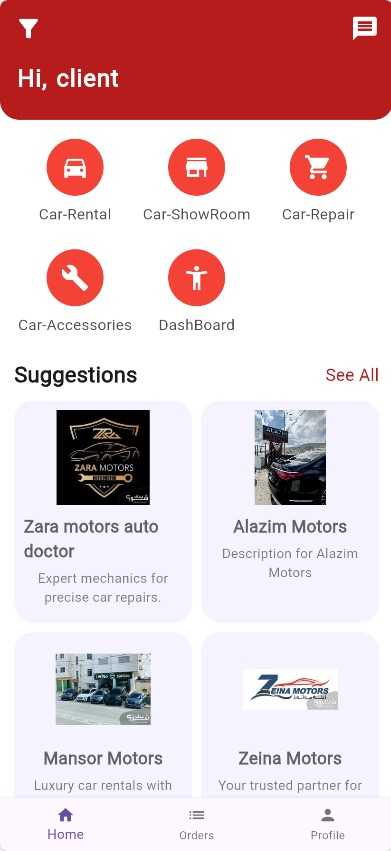 Hi, client
Car-Rental
Car-ShowRoom
Car-Repair
Car-Accessories
DashBoard
Suggestions
See All
ZRA
ZARA MOTORS
Zara motors auto
doctor
Expert mechanics for
precise car repairs.
Alazim Motors
Description for Alazim
Motors
Mansor Motors
Luxury car rentals with
ZEINA MOTORS
Zeina Motors
Your trusted partner for
Home
Orders
Profile